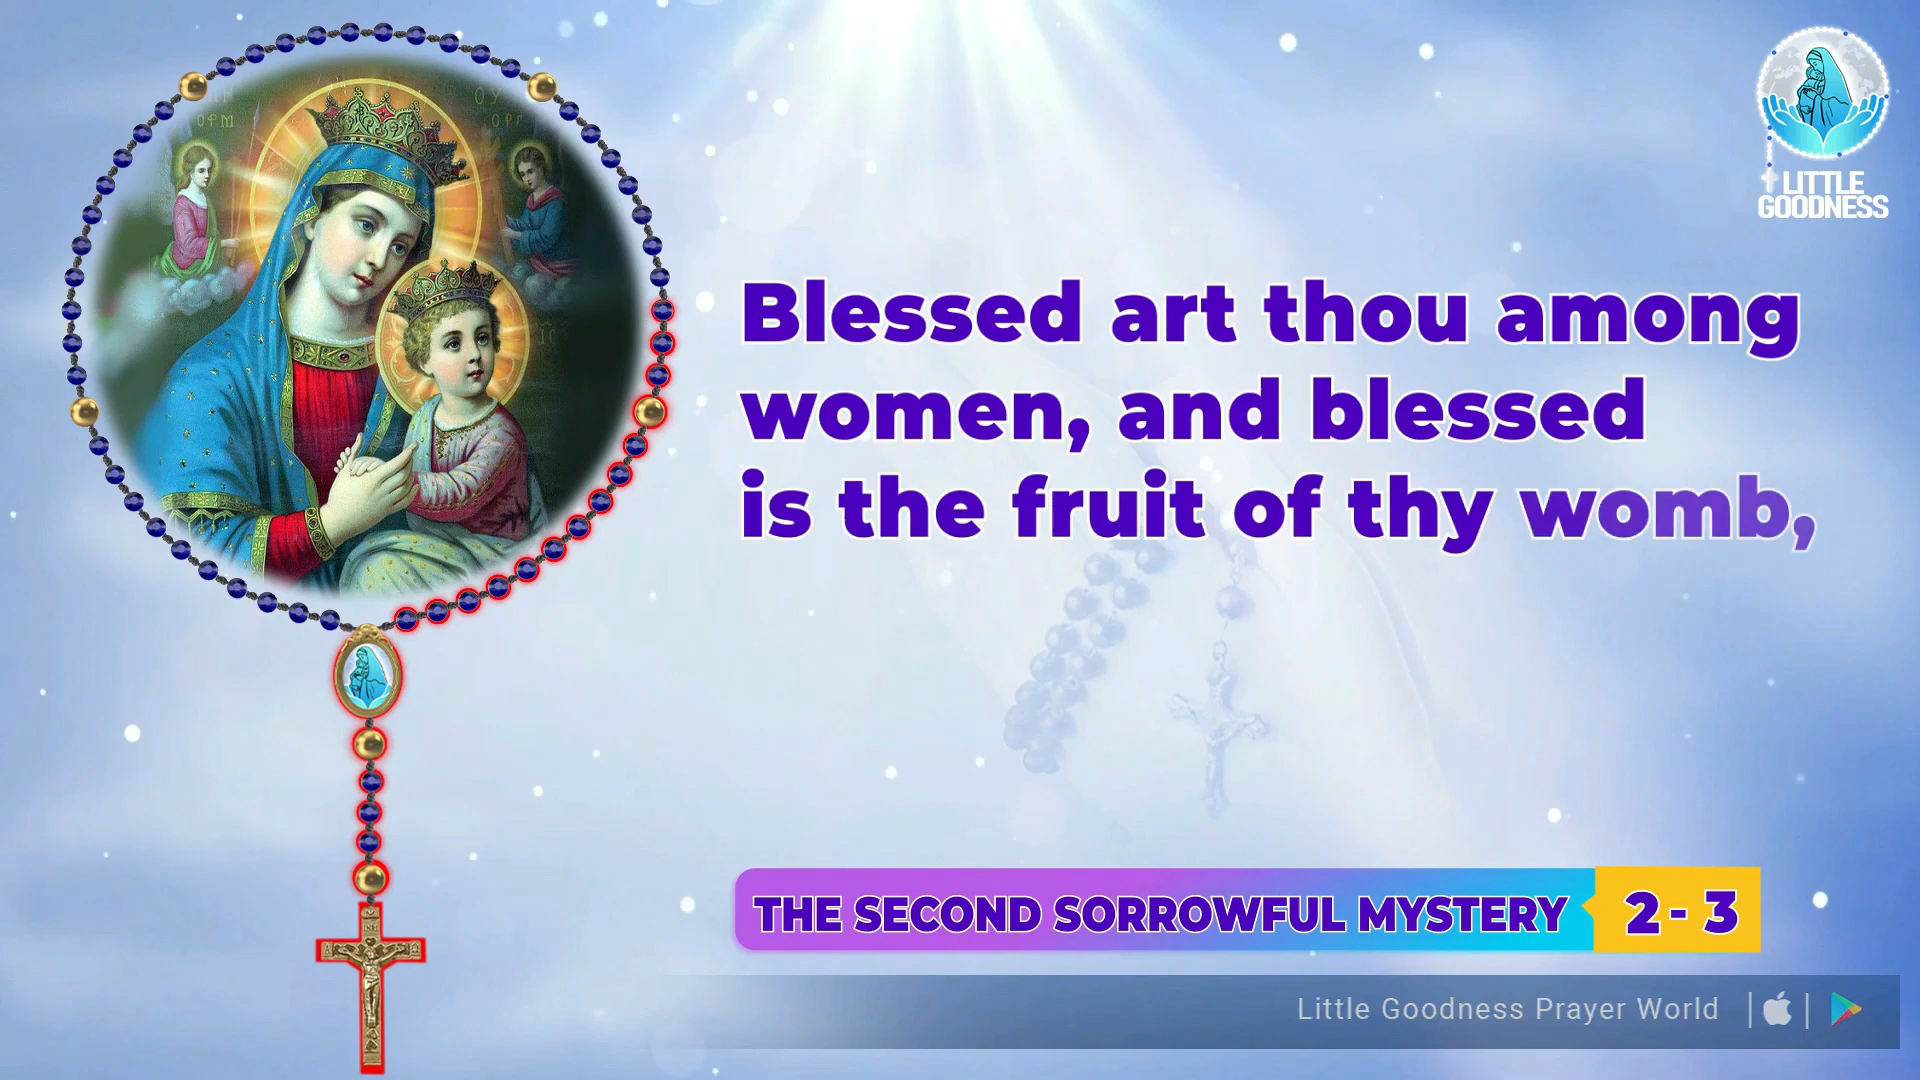 LITTLE
GOODNESS
Blessed art thou among
women, and blessed
is the fruit of thy womb,
THE SECOND SORROWFUL MYSTERY 2 - 3
Little Goodness Prayer World